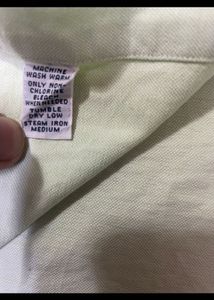 MACHINE
WASH WARM
ONLY NON-
CHLORINE
BLEACH
WHEN NEEDED
TUMBLE
DRY LOW
STEAM IRON
MEDIUM